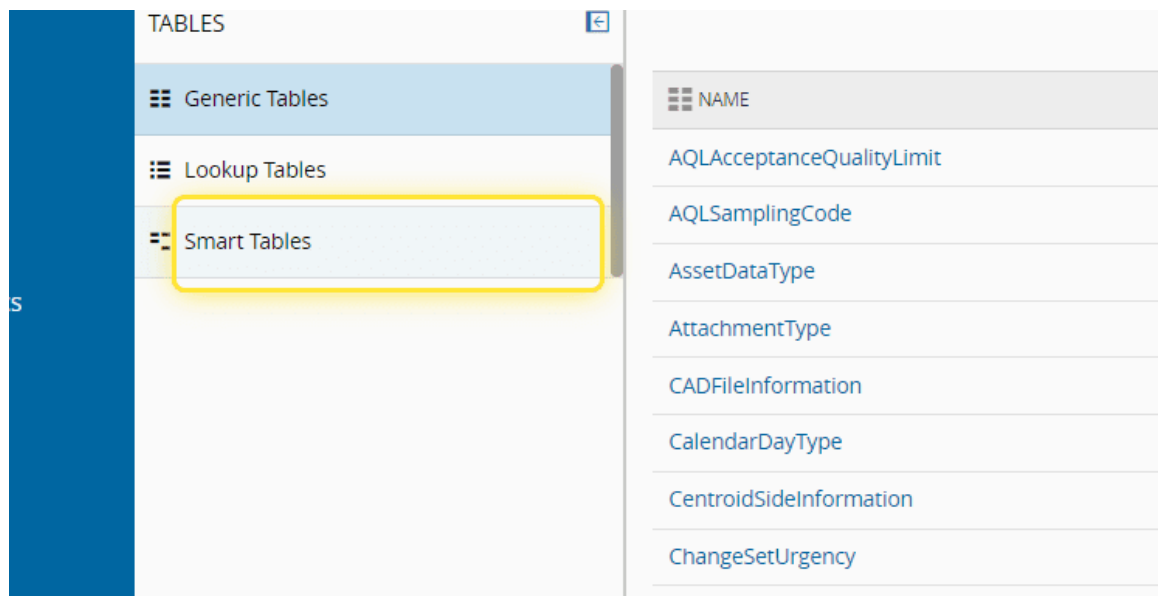 TABLES
Generic Tables
Lookup Tables
Smart Tables
s
NAME
AQLAcceptanceQualityLimit
AQLSamplingCode
AssetDataType
AttachmentType
CADFileInformation
CalendarDayType
CentroidSideInformation
ChangeSetUrgency